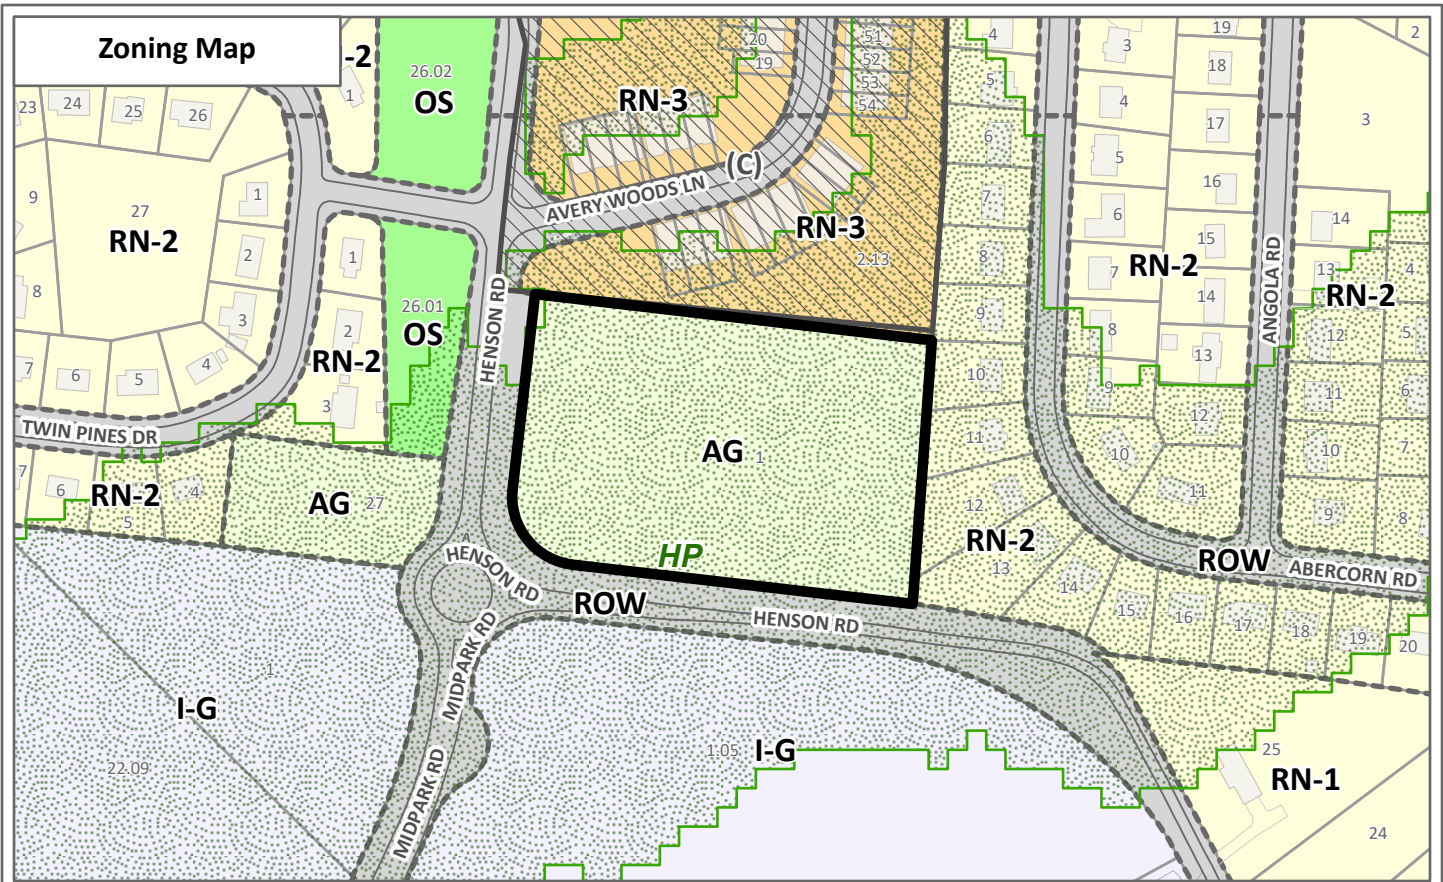 Zoning Map
-2
1
26.02
OS
RN-3
20
19
51
52
53
54
4
3
19
18
2
23
24
25
26
5
4
17
3
6
(C)
AVERY WOODS LN
5
16
9
27
RN-2
1
7
6
14
2
1
RN-3
2.13
8
15
RN-2
ANGOLA RD
13
4
RN-2
8
3
26.01
OS
HENSON RD
9
7
14
2
RN-2
8
12
5
7
6
5
4
10
13
9
11
6
3
TWIN PINES DR
11
12
10
7
AG 1
10
7
6
RN-2
5
4
AG 27
12
11
9
8
RN-2
13
HP
HENSON RD
ROW
ROW
ABERCORN RD
14
HENSON RD
15
16
17
18
19
20
MIDPARK RD
1
I-G
22.09
1.05
I-G
25
RN-1
MIDPARK RD
24